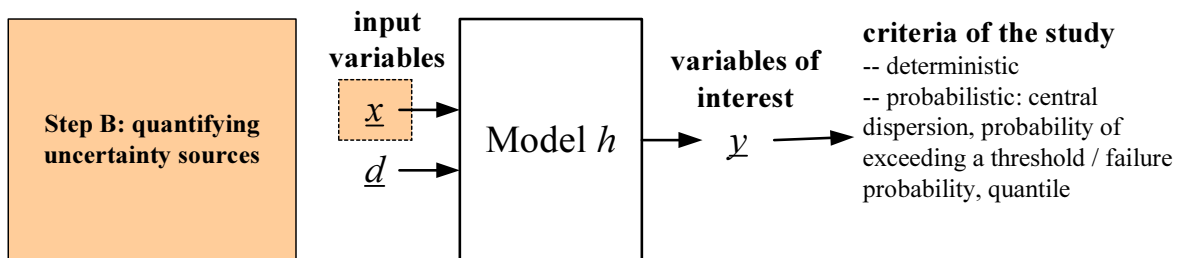 Step B: quantifying
uncertainty sources
input
variables
x
d
Model h
variables of
interest
y
criteria of the study
-- deterministic
-- probabilistic: central
dispersion, probability of
exceeding a threshold / failure
probability, quantile